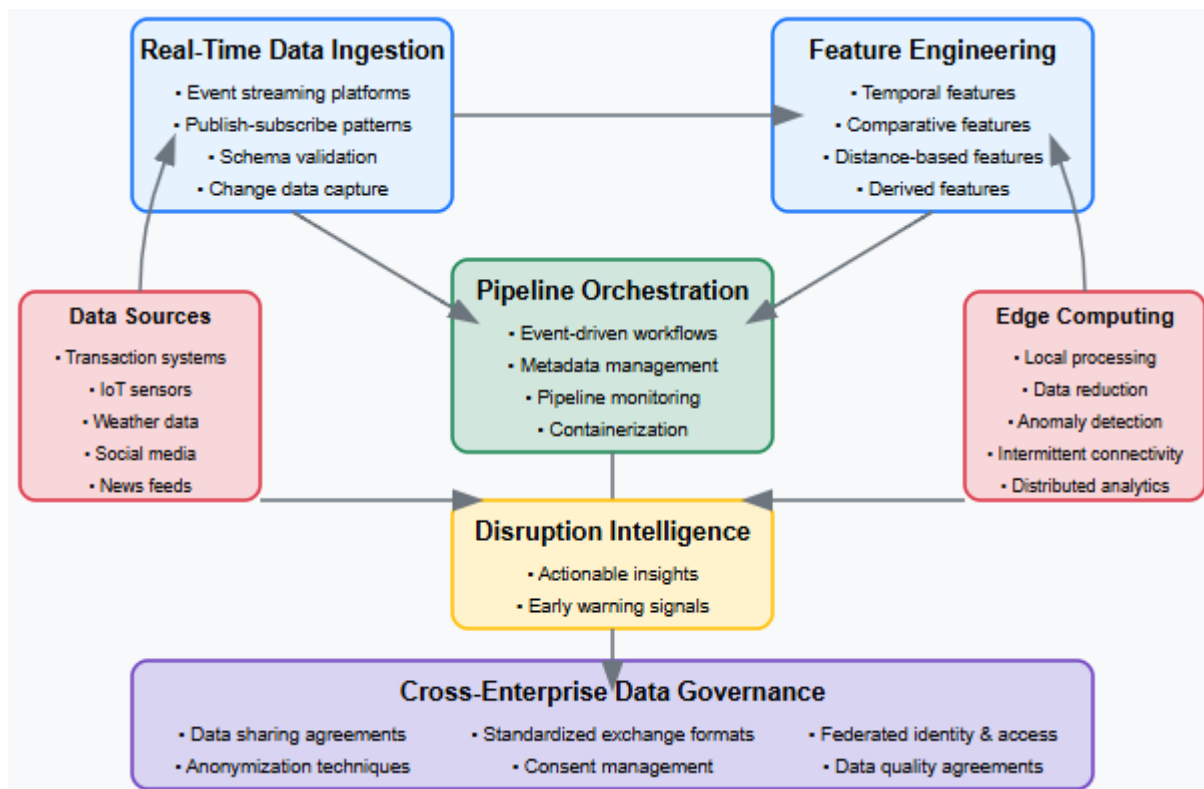 Real-Time Data Ingestion
▪ Event streaming platforms
▪ Publish-subscribe patterns
▪ Schema validation
▪ Change data capture
Feature Engineering
▪ Temporal features
▪ Comparative features
▪ Distance-based features
▪ Derived features
Data Sources
▪ Transaction systems
▪ IoT sensors
▪ Weather data
▪ Social media
▪ News feeds
Pipeline Orchestration
▪ Event-driven workflows
▪ Metadata management
▪ Pipeline monitoring
▪ Containerization
Edge Computing
▪ Local processing
▪ Data reduction
▪ Anomaly detection
▪ Intermittent connectivity
▪ Distributed analytics
Disruption Intelligence
▪ Actionable insights
▪ Early warning signals
Cross-Enterprise Data Governance
▪ Data sharing agreements
▪ Anonymization techniques
▪ Standardized exchange formats
▪ Consent management
▪ Federated identity & access
▪ Data quality agreements